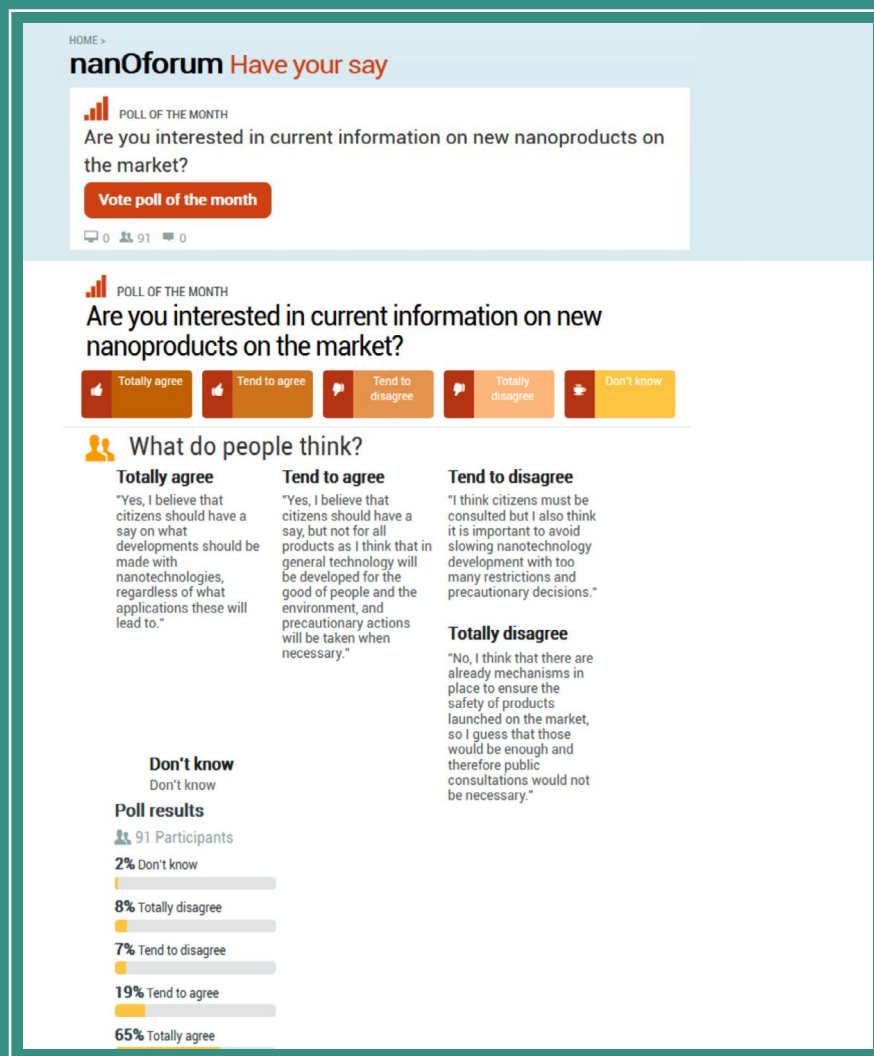 HOME >
nanOforum Have your say
POLL OF THE MONTH
Are you interested in current information on new nanoproducts on
the market?
Vote poll of the month
0 91 0
POLL OF THE MONTH
Are you interested in current information on new
nanoproducts on the market?
Totally agree
Tend to agree
Tend to
disagree
Totally
disagree
Don't know
What do people think?
Totally agree
"Yes, I believe that
citizens should have a
say on what
developments should be
made with
nanotechnologies,
regardless of what
applications these will
lead to."
Tend to agree
"Yes, I believe that
citizens should have a
say, but not for all
products as I think that in
general technology will
be developed for the
good of people and the
environment, and
precautionary actions
will be taken when
necessary."
Tend to disagree
"I think citizens must be
consulted but I also think
it is important to avoid
slowing nanotechnology
development with too
many restrictions and
precautionary decisions."
Totally disagree
"No, I think that there are
already mechanisms in
place to ensure the
safety of products
launched on the market,
so I guess that those
would be enough and
therefore public
consultations would not
be necessary."
Don't know
Don't know
Poll results
91 Participants
2% Don't know
8% Totally disagree
7% Tend to disagree
19% Tend to agree
65% Totally agree